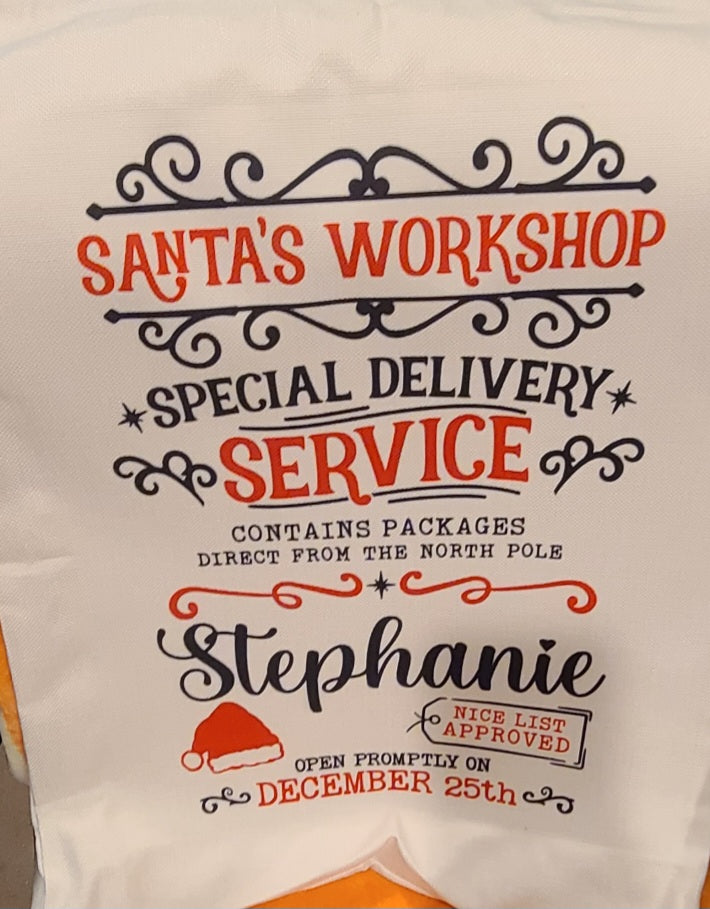 SANTA'S WORKSHOP
SPECIAL DELIVERY
SERVICE
CONTAINS PACKAGES
DIRECT FROM THE NORTH POLE
Stephanie
NICE LIST
APPROVED
OPEN PROMPTLY ON
DECEMBER 25th